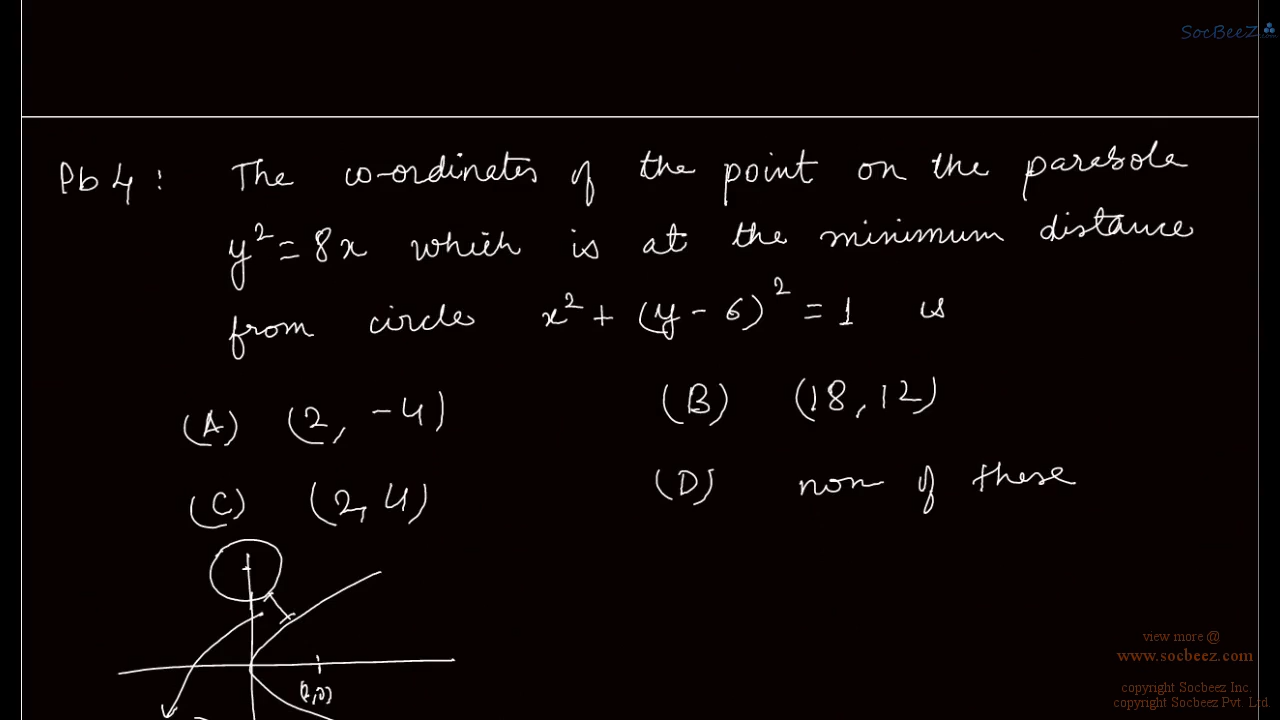 SocBeeZ
Pb 4 : The co-ordinates of the point on the parabola
y² = 8x which is at the minimum distance
from circle x² + (y - 6)² = 1 is
(A) (2, -4) (B) (18, 12)
(C) (2, 4) (D) non of these
(2,0)
view more @
www.socbeez.com
copyright Socbeez Inc.
copyright Socbeez Pvt. Ltd.